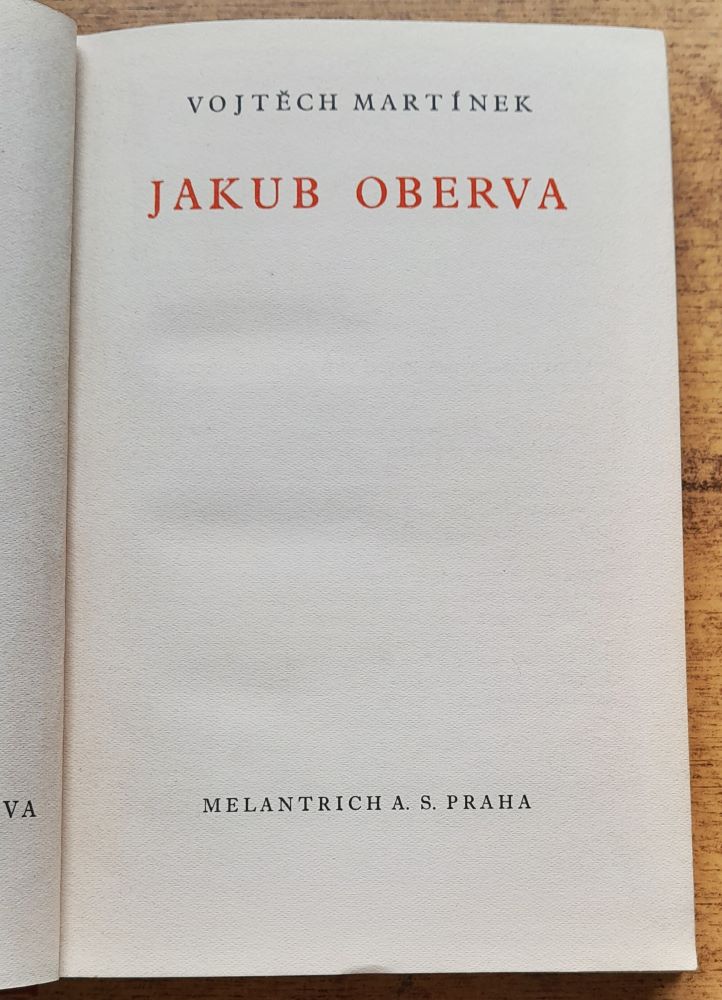 VOJTĚCH MARTÍNEK
JAKUB OBERVA
VA
MELANTRICH A. S. PRAHA